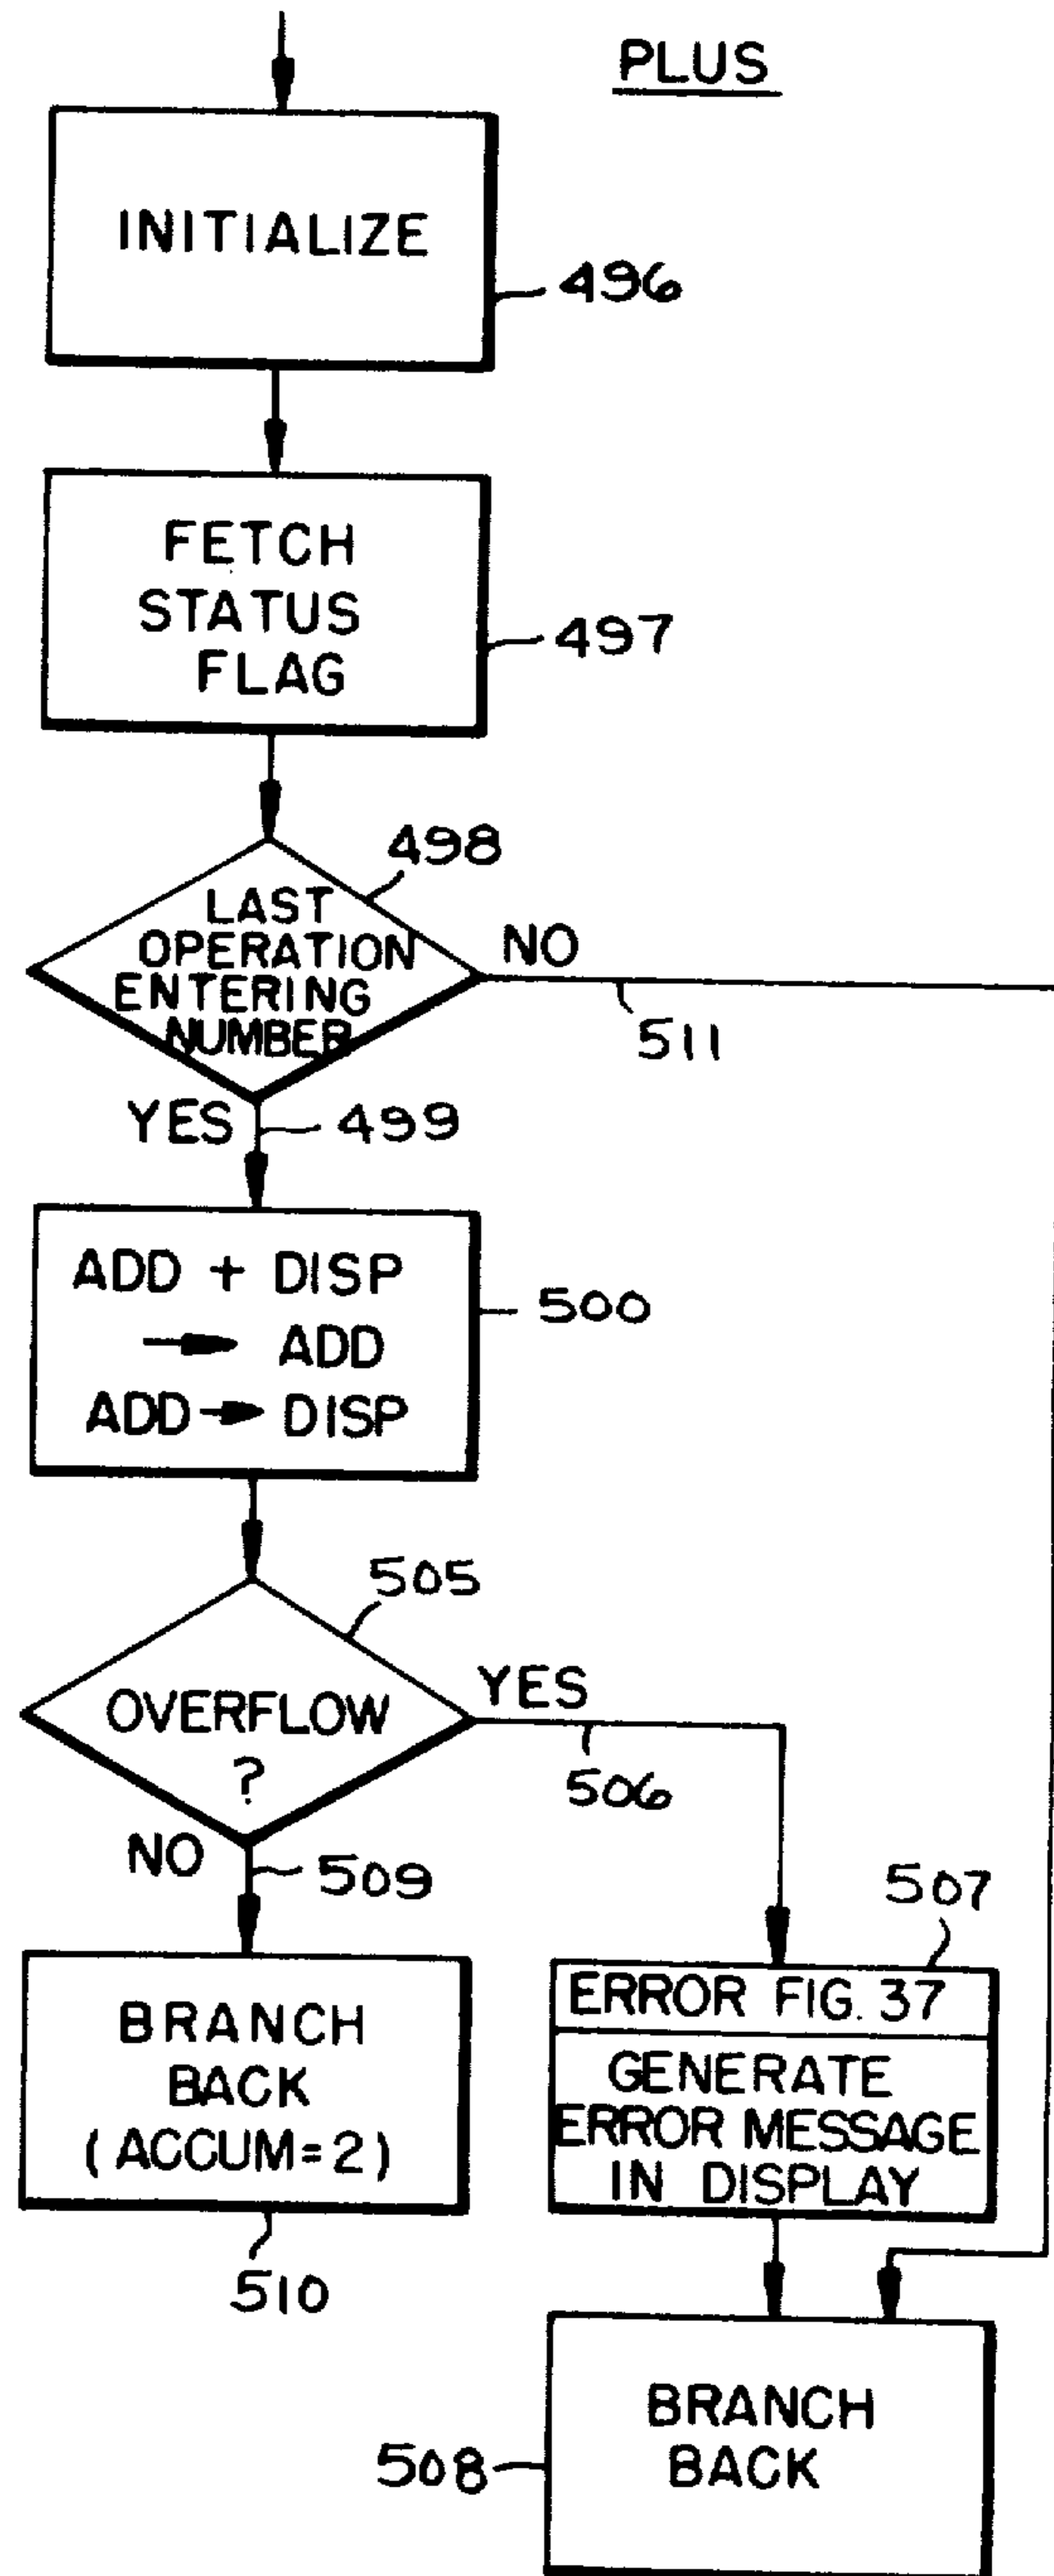 PLUS
INITIALIZE
496
FETCH
STATUS
FLAG
497
498
LAST
OPERATION
ENTERING
NUMBER
NO
511
YES
499
ADD + DISP
→ ADD
ADD → DISP
500
505
OVERFLOW
?
YES
506
NO
509
507
BRANCH
BACK
(ACCUM=2)
510
ERROR FIG. 37
GENERATE
ERROR MESSAGE
IN DISPLAY
508
BRANCH
BACK